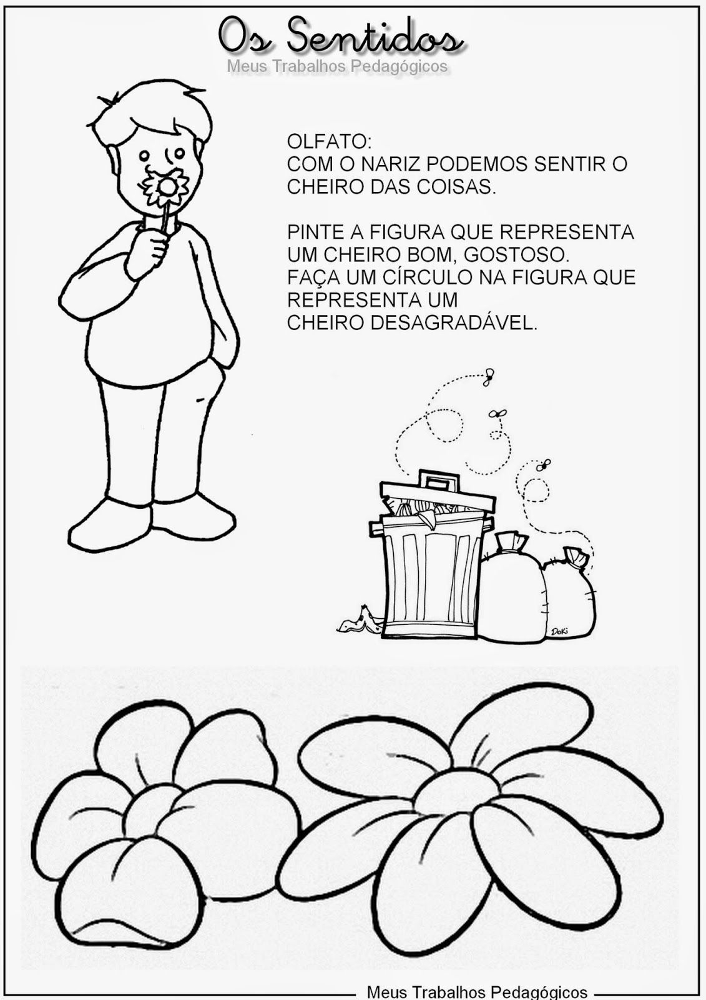 Os Sentidos
Meus Trabalhos Pedagógicos
OLFATO:
COM O NARIZ PODEMOS SENTIR O
CHEIRO DAS COISAS.
PINTE A FIGURA QUE REPRESENTA
UM CHEIRO BOM, GOSTOSO.
FAÇA UM CÍRCULO NA FIGURA QUE
REPRESENTA UM
CHEIRO DESAGRADÁVEL.
DoKi
Meus Trabalhos Pedagógicos